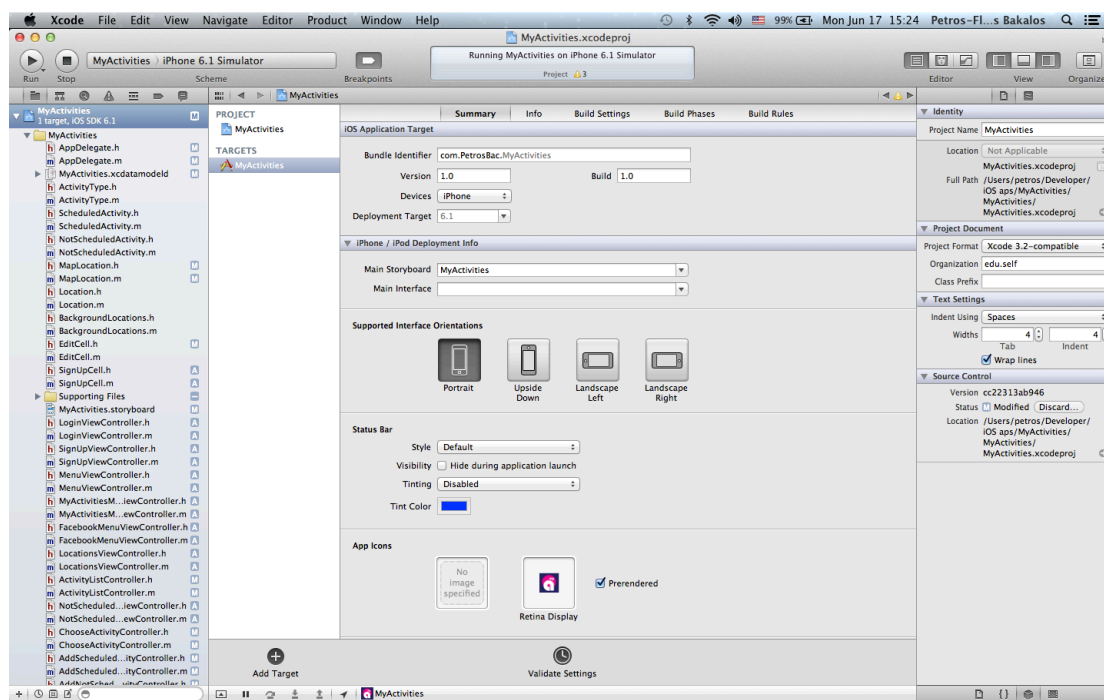 Xcode File Edit View Navigate Editor Product Window Help 99% Mon Jun 17 15:24 Petros-Fl...s Bakalos
MyActivities.xcodeproj
MyActivities iPhone 6.1 Simulator
Running MyActivities on iPhone 6.1 Simulator
Project 3
Run Stop Scheme Breakpoints Editor View Organize
MyActivities
MyActivities M
1 target, iOS SDK 6.1
MyActivities
h AppDelegate.h M
m AppDelegate.m M
MyActivities.xcdatamodeld M
h ActivityType.h
m ActivityType.m
h ScheduledActivity.h
m ScheduledActivity.m
h NotScheduledActivity.h
m NotScheduledActivity.m
h MapLocation.h M
m MapLocation.m M
h Location.h
m Location.m
h BackgroundLocations.h
m BackgroundLocations.m
h EditCell.h M
m EditCell.m
h SignUpCell.h A
m SignUpCell.m A
Supporting Files
MyActivities.storyboard M
h LoginViewController.h A
m LoginViewController.m A
h SignUpViewController.h A
m SignUpViewController.m A
h MenuViewController.h A
m MenuViewController.m A
h MyActivitiesM...iewController.h A
m MyActivitiesM...ewController.m A
h FacebookMenuViewController.h A
m FacebookMenuViewController.m A
h LocationsViewController.h A
m LocationsViewController.m A
h ActivityListController.h M
m ActivityListController.m M
h NotScheduled...iewController.h A
m NotScheduled...ewController.m A
h ChooseActivityController.h M
m ChooseActivityController.m M
h AddScheduled...ityController.h M
m AddScheduled...ityController.m M
PROJECT
MyActivities
TARGETS
MyActivities
Summary Info Build Settings Build Phases Build Rules
iOS Application Target
Bundle Identifier com.PetrosBac.MyActivities
Version 1.0 Build 1.0
Devices iPhone
Deployment Target 6.1
iPhone / iPod Deployment Info
Main Storyboard MyActivities
Main Interface
Supported Interface Orientations
Portrait
Upside Down
Landscape Left
Landscape Right
Status Bar
Style Default
Visibility Hide during application launch
Tinting Disabled
Tint Color
App Icons
No image specified
Prerendered
Retina Display
Add Target
Validate Settings
MyActivities
Identity
Project Name MyActivities
Location Not Applicable
MyActivities.xcodeproj
Full Path /Users/petros/Developer/
iOS aps/MyActivities/
MyActivities/
MyActivities.xcodeproj
Project Document
Project Format Xcode 3.2-compatible
Organization edu.self
Class Prefix
Text Settings
Indent Using Spaces
Widths 4 4
Tab Indent
Wrap lines
Source Control
Version cc22313ab946
Status M Modified Discard...
Location /Users/petros/Developer/
iOS aps/MyActivities/
MyActivities/
MyActivities.xcodeproj